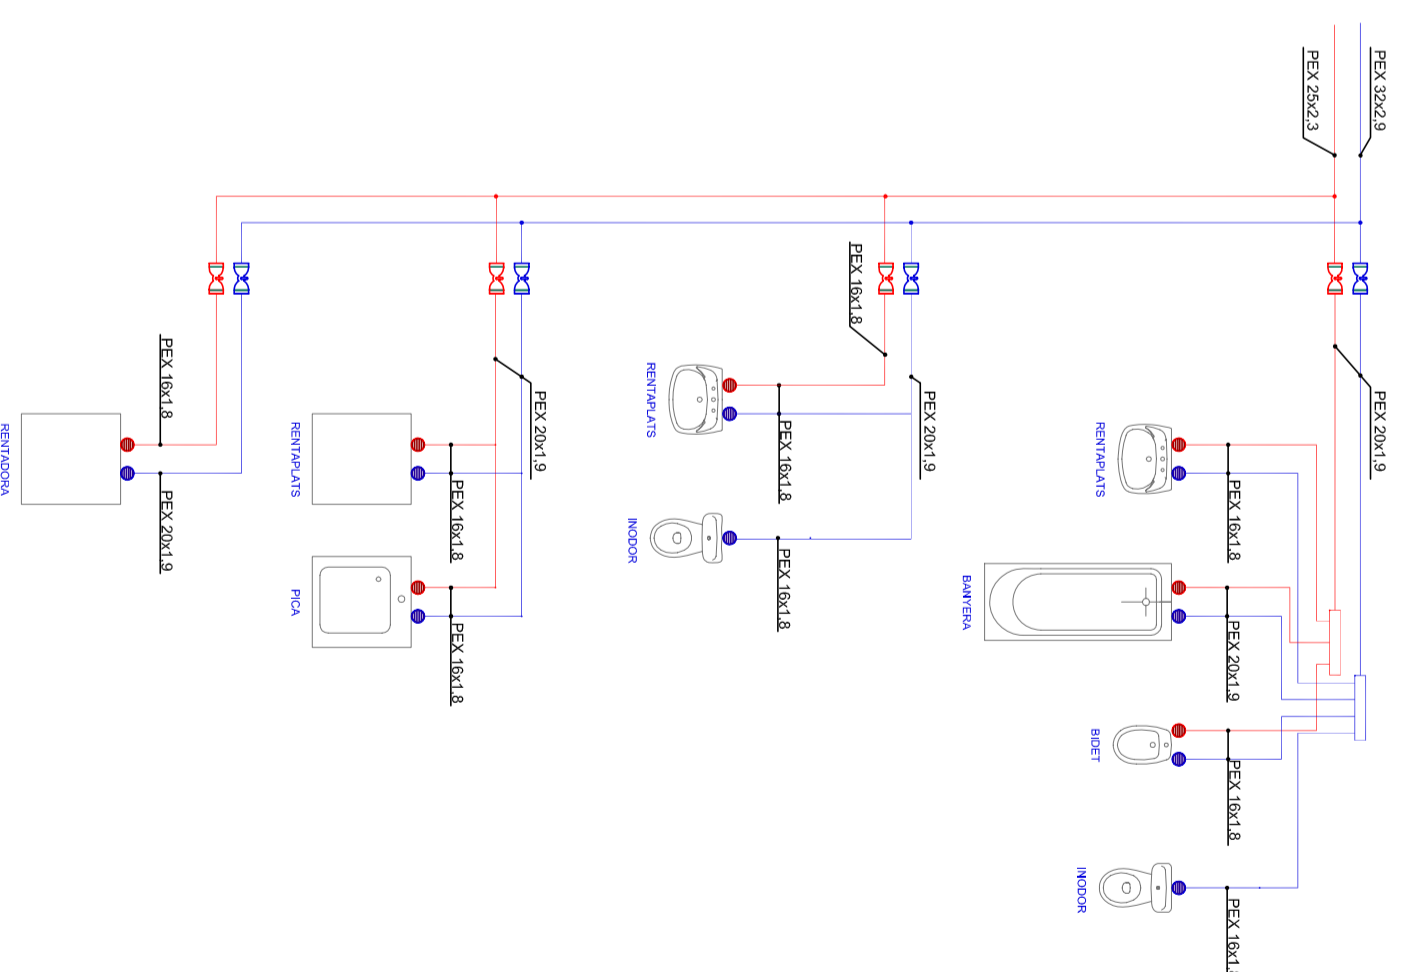 PEX 32x2,9
PEX 25x2,3
PEX 20x1,9
RENTAPLATS
PEX 16x1,8
BANYERA
PEX 20x1,9
BIDET
PEX 16x1,8
INODOR
PEX 16x1,
PEX 16x1,8
PEX 20x1,9
RENTAPLATS
PEX 16x1,8
INODOR
PEX 16x1,8
PEX 20x1,9
RENTAPLATS
PEX 16x1,8
PICA
PEX 16x1,8
PEX 16x1,8
RENTADORA
PEX 20x1,9